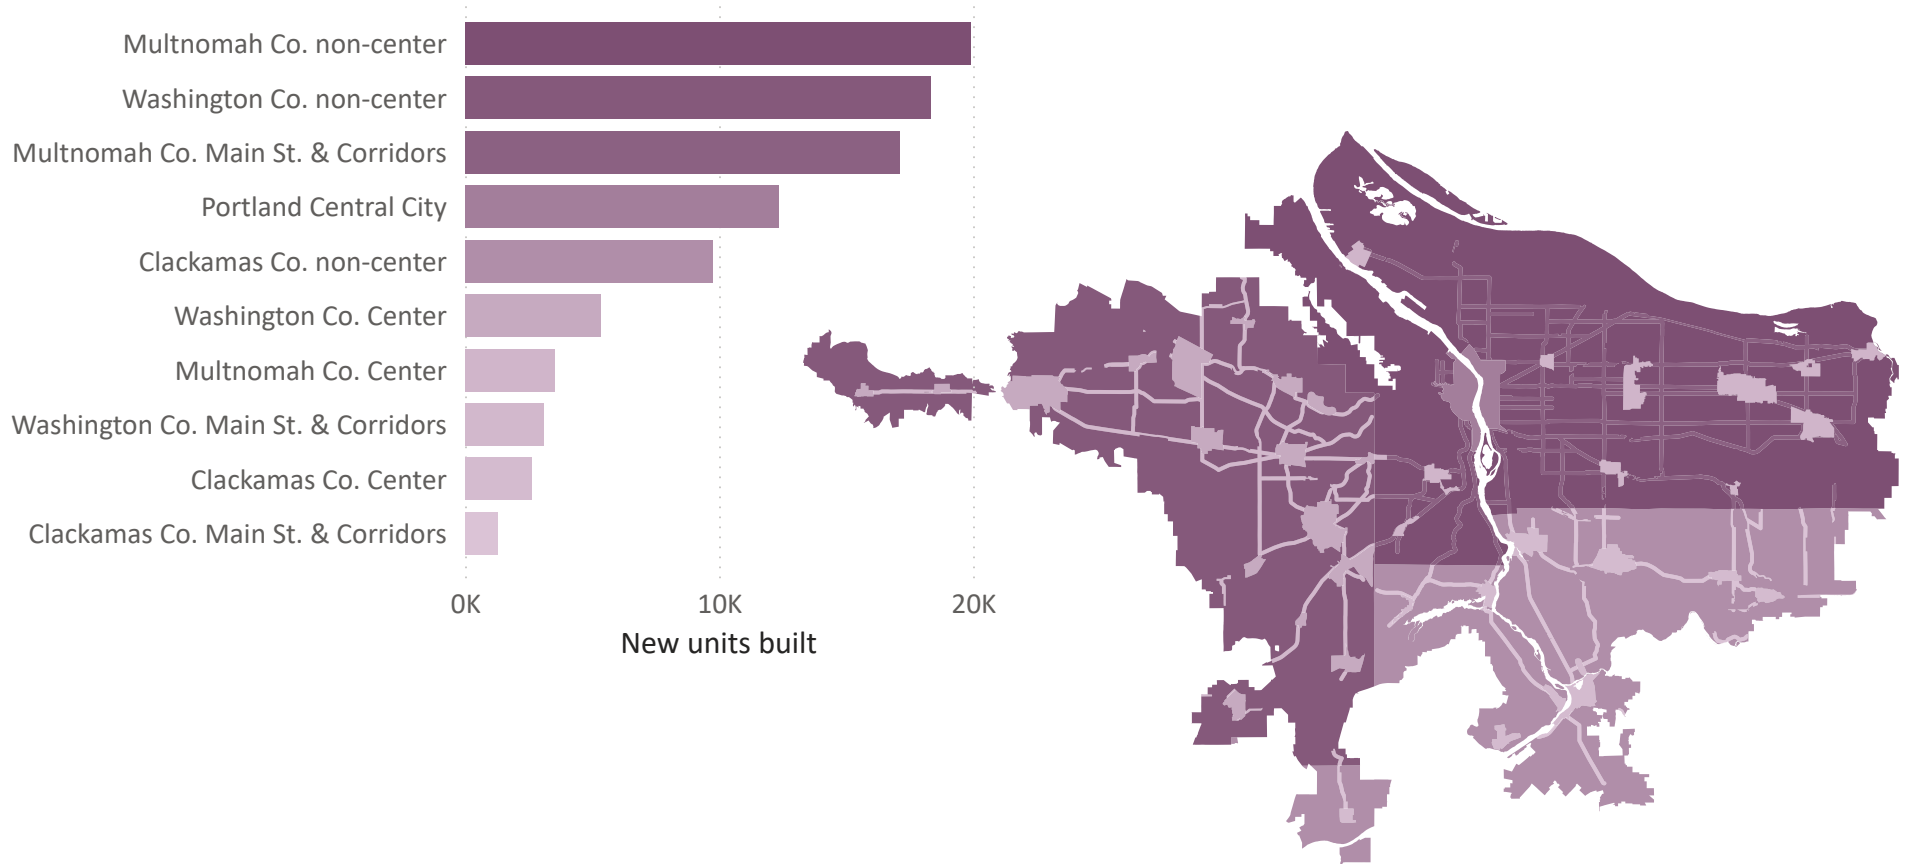 Multnomah Co. non-center
Washington Co. non-center
Multnomah Co. Main St. & Corridors
Portland Central City
Clackamas Co. non-center
Washington Co. Center
Multnomah Co. Center
Washington Co. Main St. & Corridors
Clackamas Co. Center
Clackamas Co. Main St. & Corridors
0K 10K 20K
New units built